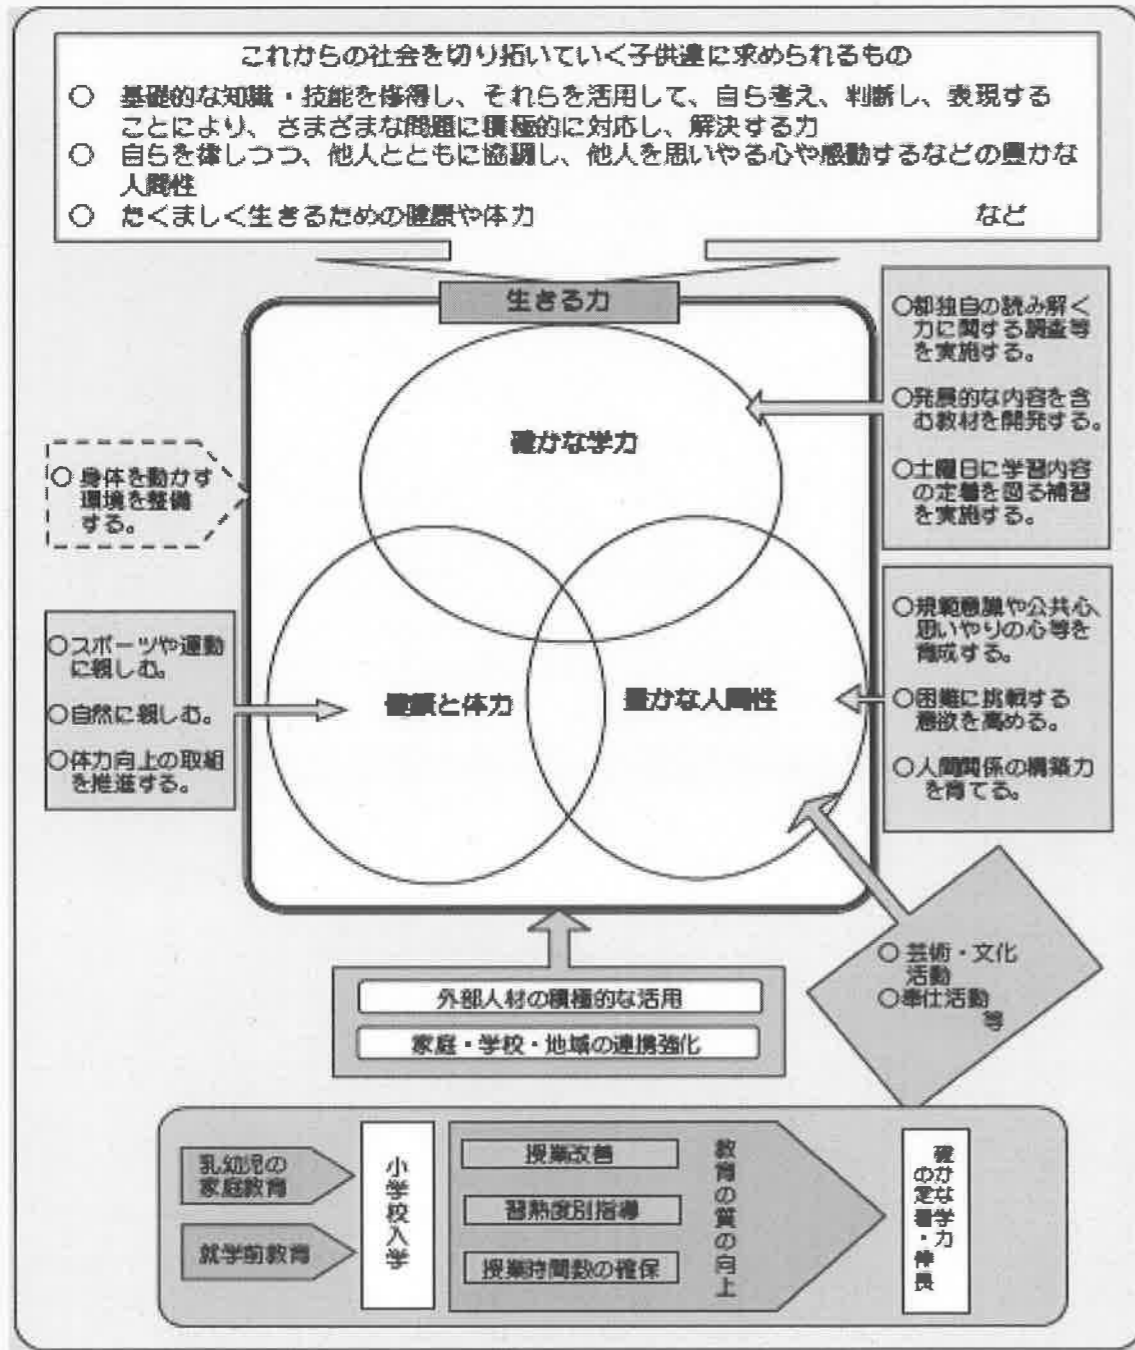 これからの社会を切り拓いていく子供達に求められるもの
○ 基礎的な知識・技能を修得し、それらを活用して、自ら考え、判断し、表現する
ことにより、さまざまな問題に積極的に対応し、解決する力
○ 自らを律しつつ、他人とともに協調し、他人を思いやる心や感動するなどの豊かな
人間性
○ たくましく生きるための健康や体力 など
生きる力
○都独自の読み解く
力に関する調査等
を実施する。
○発展的な内容を含
む教材を開発する。
○土曜日に学習内容
の定着を図る補習
を実施する。
確かな学力
○ 身体を動かす
環境を整備
する。
○規範意識や公共心、
思いやりの心等を
育成する。
○困難に挑戦する
意欲を高める。
○人間関係の構築力
を育てる。
○スポーツや運動
に親しむ。
○自然に親しむ。
○体力向上の取組
を推進する。
健康と体力
豊かな人間性
○ 芸術・文化
活動
○奉仕活動
等
外部人材の積極的な活用
家庭・学校・地域の連携強化
乳幼児の
家庭教育
就学前教育
小学校入学
授業改善
習熟度別指導
授業時間数の確保
教育の質の向上
確かな学力
の定着・伸長